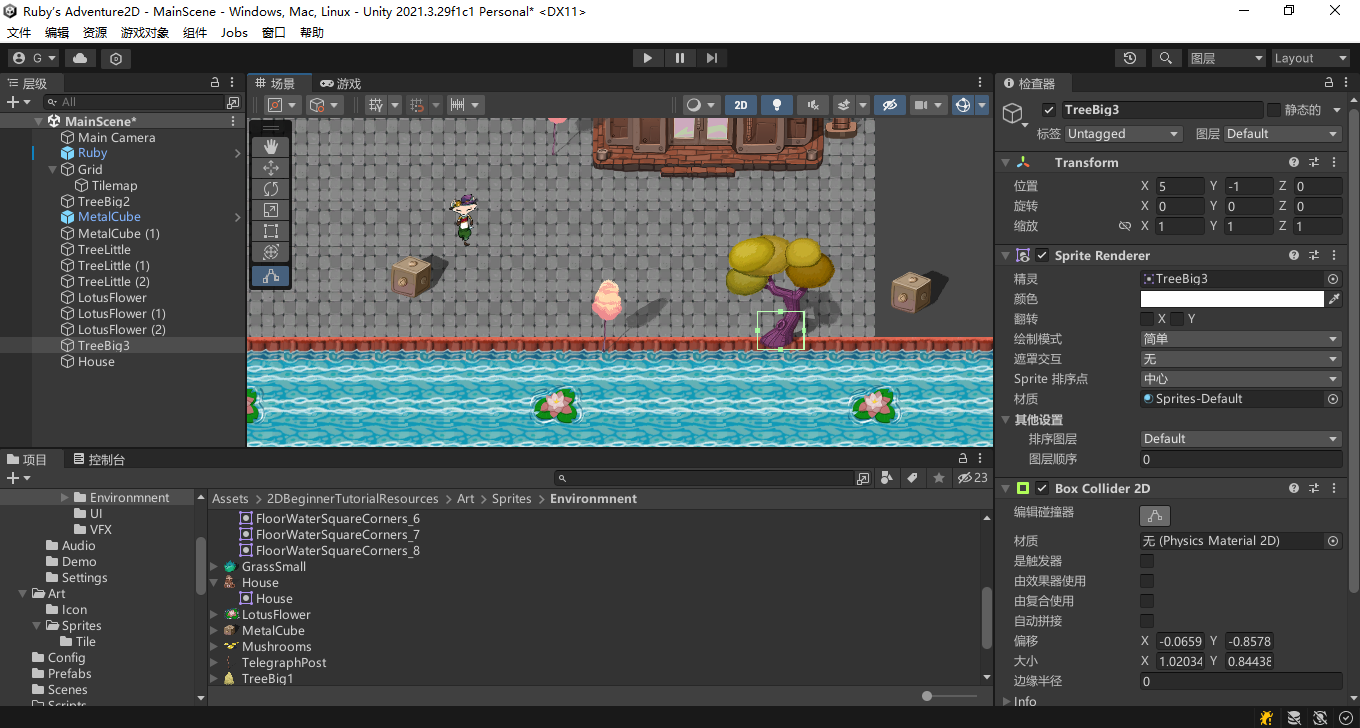 Ruby's Adventure2D - MainScene - Windows, Mac, Linux - Unity 2021.3.29f1c1 Personal* <DX11>
文件 编辑 资源 游戏对象 组件 Jobs 窗口 帮助
G 图层 Layout
层级
All
MainScene*
Main Camera
Ruby
Grid
Tilemap
TreeBig2
MetalCube
MetalCube (1)
TreeLittle
TreeLittle (1)
TreeLittle (2)
LotusFlower
LotusFlower (1)
LotusFlower (2)
TreeBig3
House
场景 游戏
2D
检查器
TreeBig3 静态的
标签 Untagged 图层 Default
Transform
位置 X 5 Y -1 Z 0
旋转 X 0 Y 0 Z 0
缩放 X 1 Y 1 Z 1
Sprite Renderer
精灵 TreeBig3
颜色
翻转 X Y
绘制模式 简单
遮罩交互 无
Sprite 排序点 中心
材质 Sprites-Default
其他设置
排序图层 Default
图层顺序 0
Box Collider 2D
编辑碰撞器
材质 无 (Physics Material 2D)
是触发器
由效果器使用
由复合使用
自动拼接
偏移 X -0.0659 Y -0.8578
大小 X 1.02034 Y 0.84438
边缘半径 0
Info
项目 控制台
23
Environmnent
UI
VFX
Audio
Demo
Settings
Art
Icon
Sprites
Tile
Config
Prefabs
Scenes
Scripts
Assets > 2DBeginnerTutorialResources > Art > Sprites > Environmnent
FloorWaterSquareCorners_6
FloorWaterSquareCorners_7
FloorWaterSquareCorners_8
GrassSmall
House
House
LotusFlower
MetalCube
Mushrooms
TelegraphPost
TreeBig1